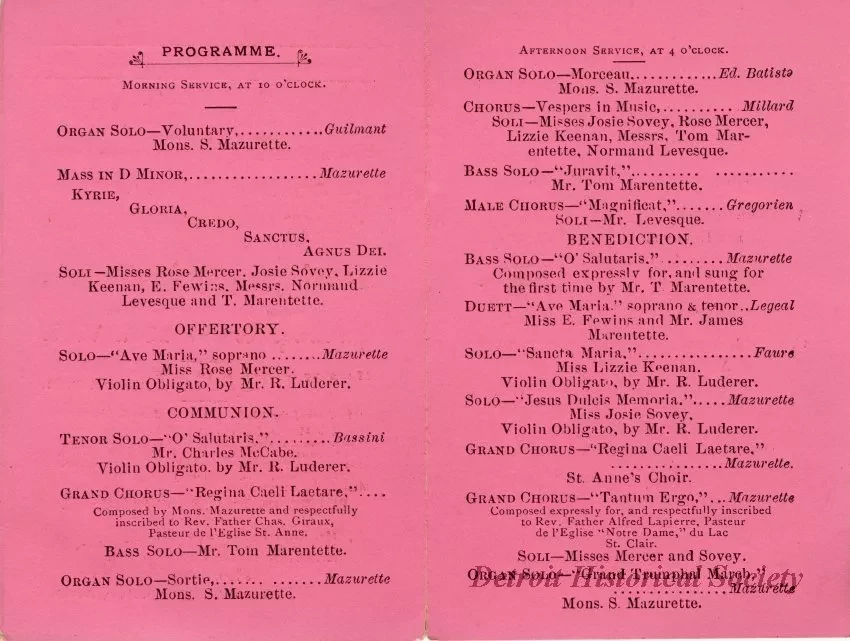 PROGRAMME.
MORNING SERVICE, AT 10 O'CLOCK.
ORGAN SOLO—Voluntary,............Guilmant
Mons. S. Mazurette.
MASS IN D MINOR,..................Mazurette
KYRIE,
GLORIA,
CREDO,
SANCTUS,
AGNUS DEI.
SOLI—Misses Rose Mercer, Josie Sovey, Lizzie
Keenan, E. Fewins, Messrs. Normand
Levesque and T. Marentette.
OFFERTORY.
SOLO—"Ave Maria," soprano .......Mazurette
Miss Rose Mercer.
Violin Obligato, by Mr. R. Luderer.
COMMUNION.
TENOR SOLO—"O' Salutaris,".........Bassini
Mr. Charles McCabe.
Violin Obligato. by Mr. R. Luderer.
GRAND CHORUS—"Regina Caeli Laetare,"....
Composed by Mons. Mazurette and respectfully
inscribed to Rev. Father Chas. Giraux,
Pasteur de l'Eglise St. Anne.
BASS SOLO—Mr. Tom Marentette.
ORGAN SOLO—Sortie,...... ........Mazurette
Mons. S. Mazurette.
AFTERNOON SERVICE, AT 4 O'CLOCK.
ORGAN SOLO—Morceau............Ed. Batiste
Mons. S. Mazurette.
CHORUS—Vespers in Music,.......... Millard
SOLI—Misses Josie Sovey, Rose Mercer,
Lizzie Keenan, Messrs, Tom Mar-
entette, Normand Levesque.
BASS SOLO—"Juravit,".......... ...........
Mr. Tom Marentette.
MALE CHORUS—"Magnificat,".......Gregorien
SOLI—Mr. Levesque.
BENEDICTION.
BASS SOLO—"O' Salutaris," ........Mazurette
Composed expressly for, and sung for
the first time by Mr. T. Marentette.
DUETT—"Ave Maria." soprano & tenor..Legeal
Miss E. Fewins and Mr. James
Marentette.
SOLO—"Sancta Maria,"...............Faure
Miss Lizzie Keenan.
Violin Obligato, by Mr. R. Luderer.
SOLO—"Jesus Dulcis Memoria,".....Mazurette
Miss Josie Sovey,
Violin Obligato, by Mr. R. Luderer.
GRAND CHORUS—"Regina Caeli Laetare,"
...............Mazurette.
St. Anne's Choir.
GRAND CHORUS—"Tantum Ergo,"...Mazurette
Composed expressly for, and respectfully inscribed
to Rev. Father Alfred Lapierre, Pasteur
de l'Eglise "Notre Dame," du Lac
St. Clair.
SOLI—Misses Mercer and Sovey.
ORGAN SOLO—"Grand Triumphal March,"
...............Mazurette
Mons. S. Mazurette.
Detroit Historical Society